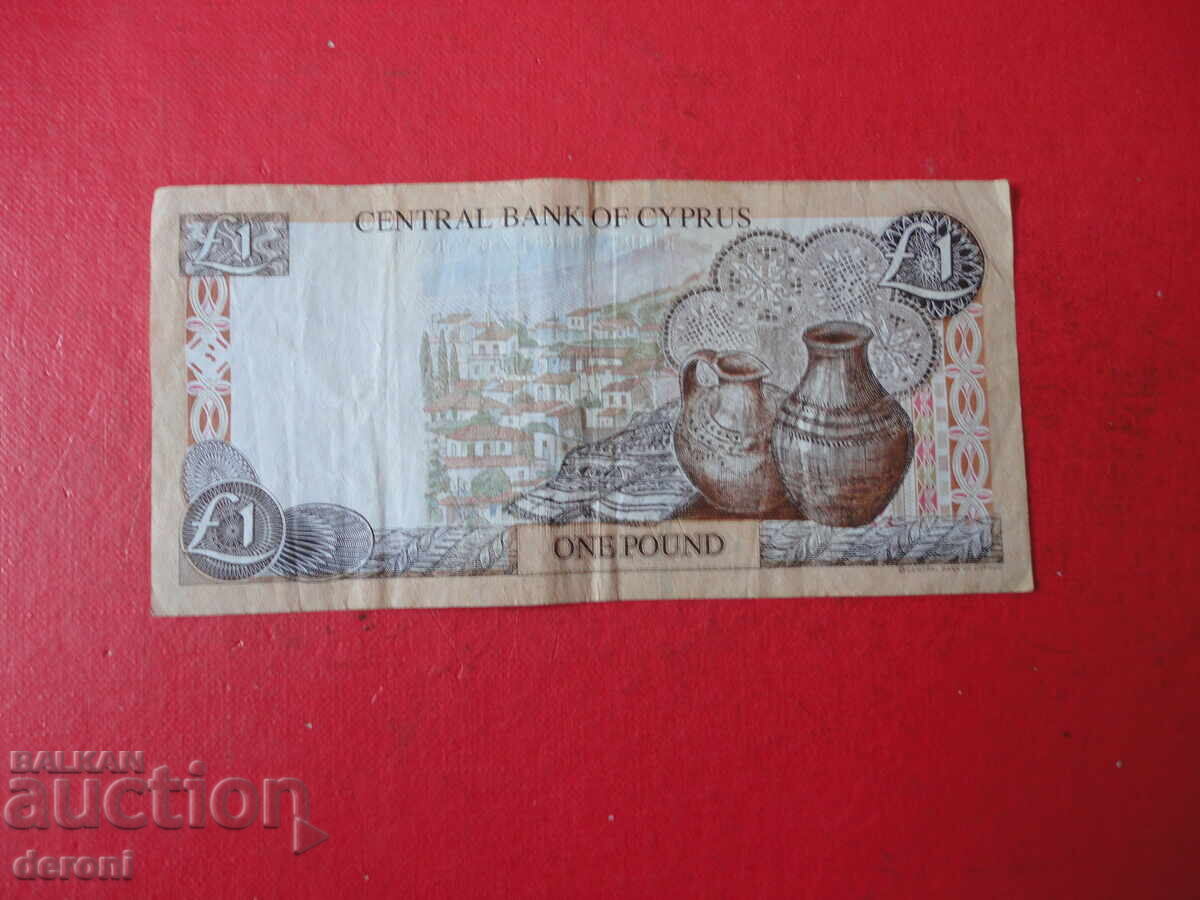 CENTRAL BANK OF CYPRUS
£1
£1
£1
ONE POUND
BALKAN
auction
deroni